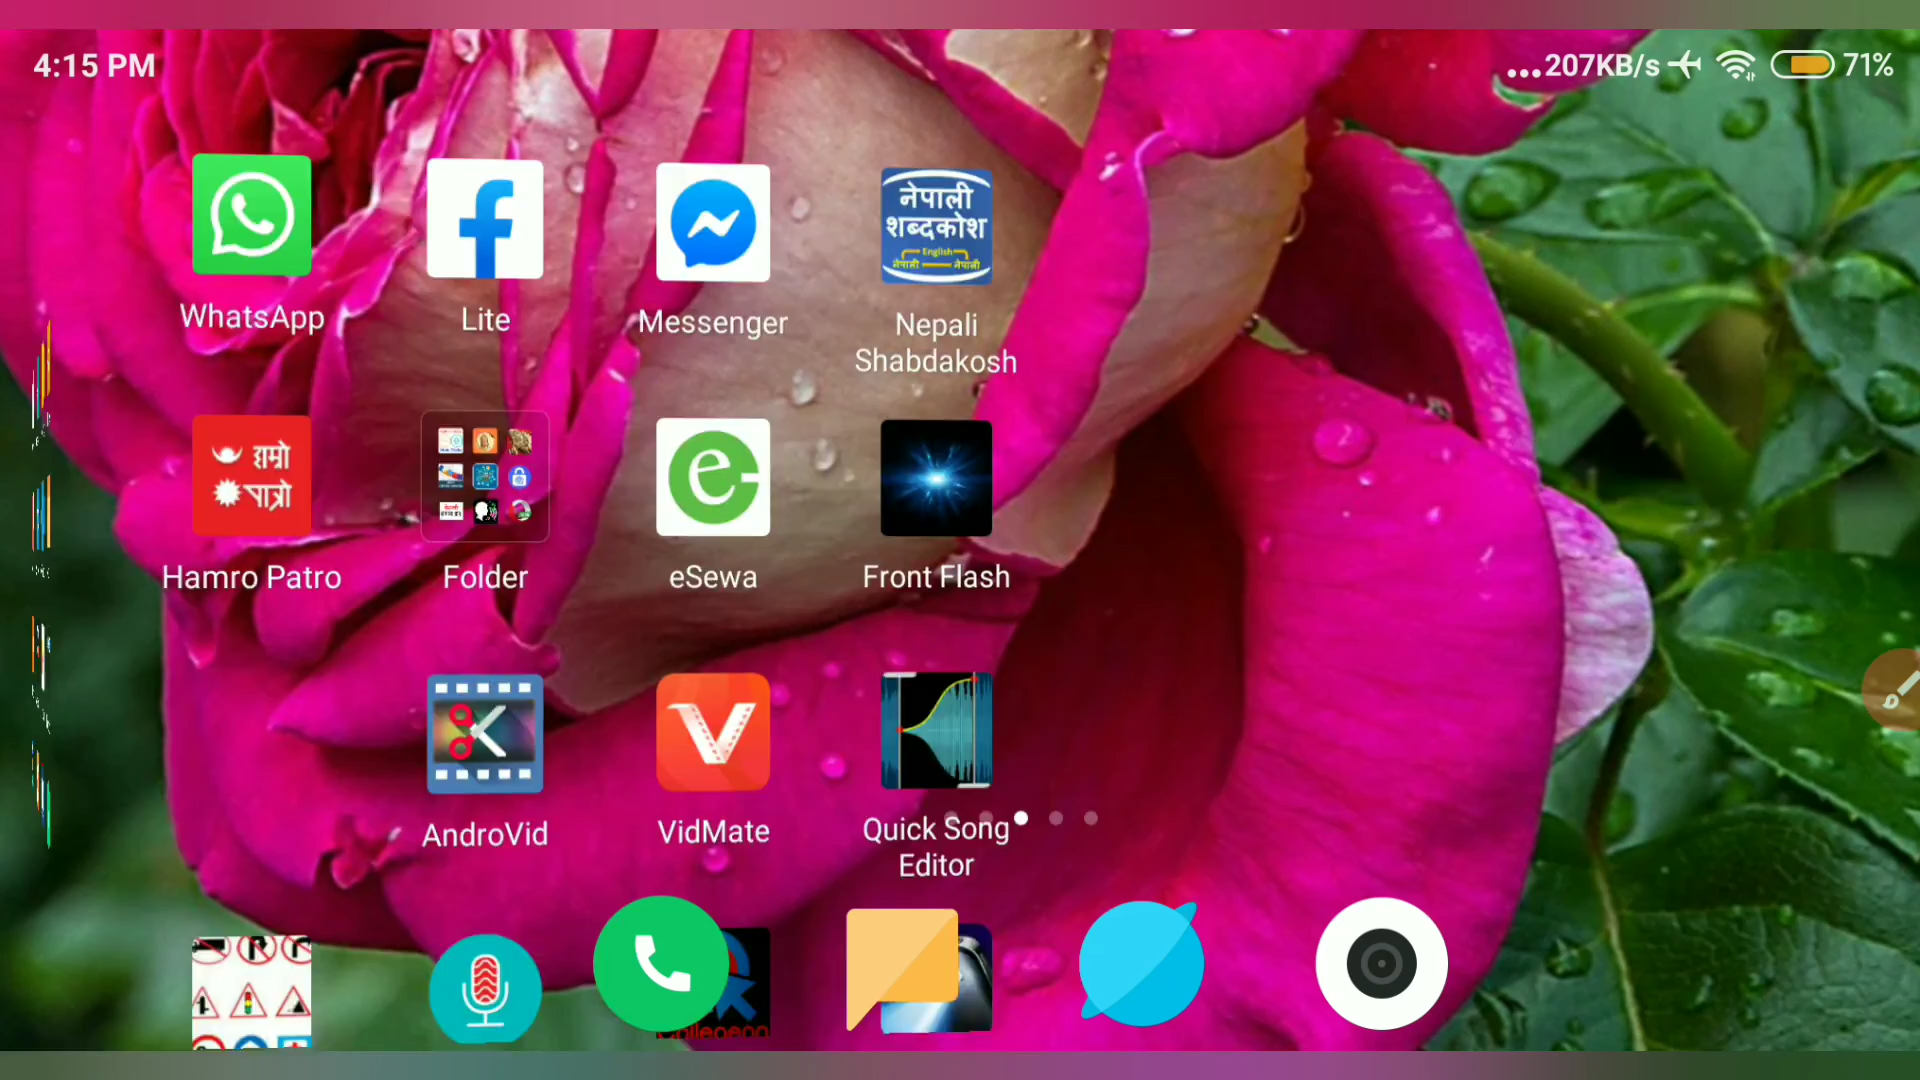 4:15 PM
...207KB/s 71%
नेपाली
शब्दकोश
English
नेपाली नेपाली
WhatsApp
Lite
Messenger
Nepali
Shabdakosh
हाम्रो
पात्रो
Hamro Patro
Folder
eSewa
Front Flash
AndroVid
VidMate
Quick Song
Editor